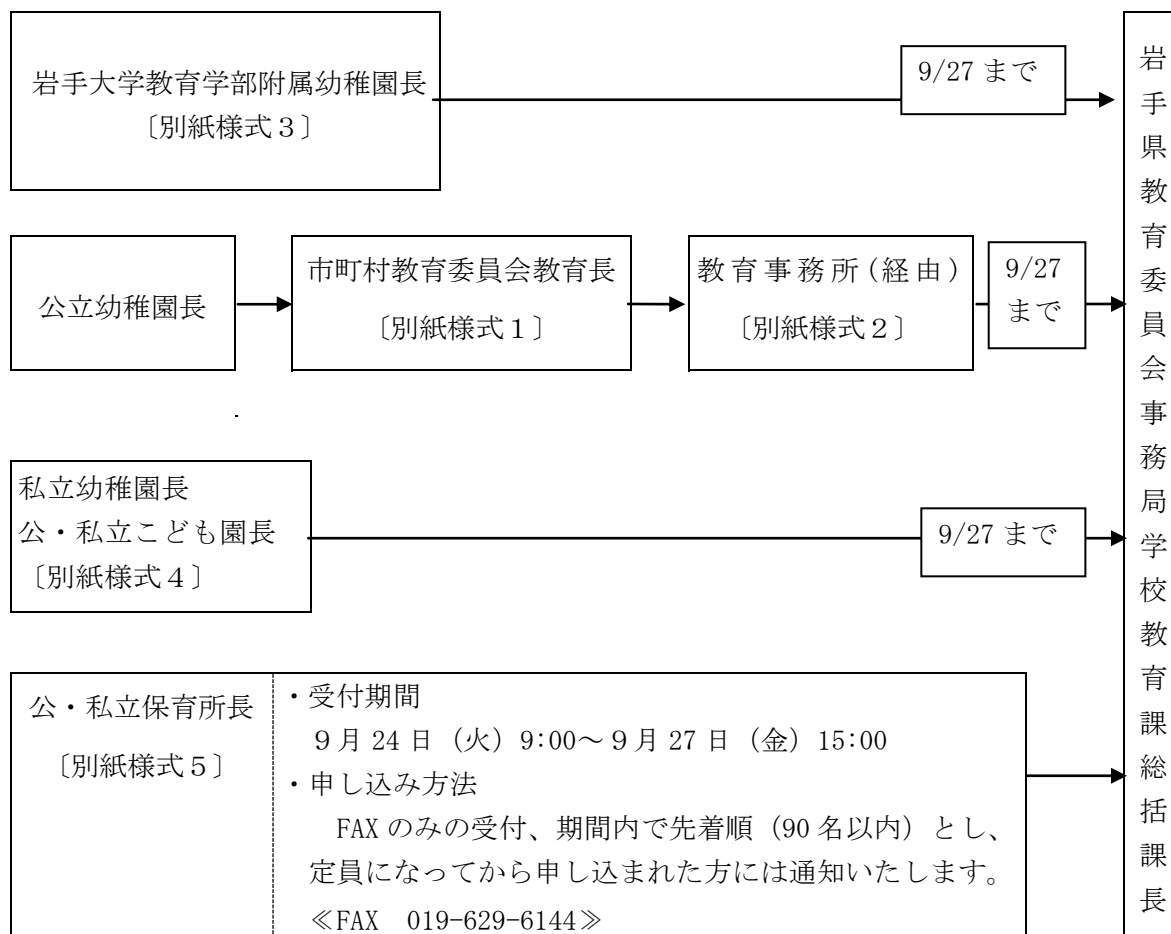 岩手大学教育学部附属幼稚園長
〔別紙様式３〕
9/27 まで
公立幼稚園長
市町村教育委員会教育長
〔別紙様式１〕
教育事務所（経由）
〔別紙様式２〕
9/27
まで
私立幼稚園長
公・私立こども園長
〔別紙様式４〕
9/27 まで
公・私立保育所長
〔別紙様式５〕
・受付期間
９月 24 日（火）9:00～９月 27 日（金）15:00
・申し込み方法
FAX のみの受付、期間内で先着順（90 名以内）とし、
定員になってから申し込まれた方には通知いたします。
≪FAX　019-629-6144≫
岩手県教育委員会事務局学校教育課総括課長